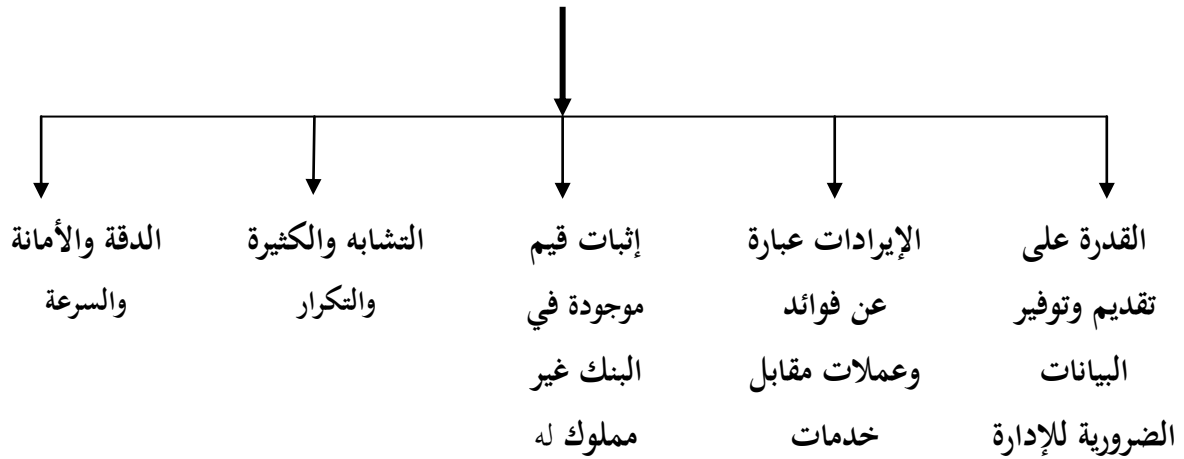 القدرة على
تقديم وتوفير
البيانات
الضرورية للإدارة
الإيرادات عبارة
عن فوائد
وعملات مقابل
خدمات
إثبات قيم
موجودة في
البنك غير
مملوك له
التشابه والكثيرة
والتكرار
الدقة والأمانة
والسرعة